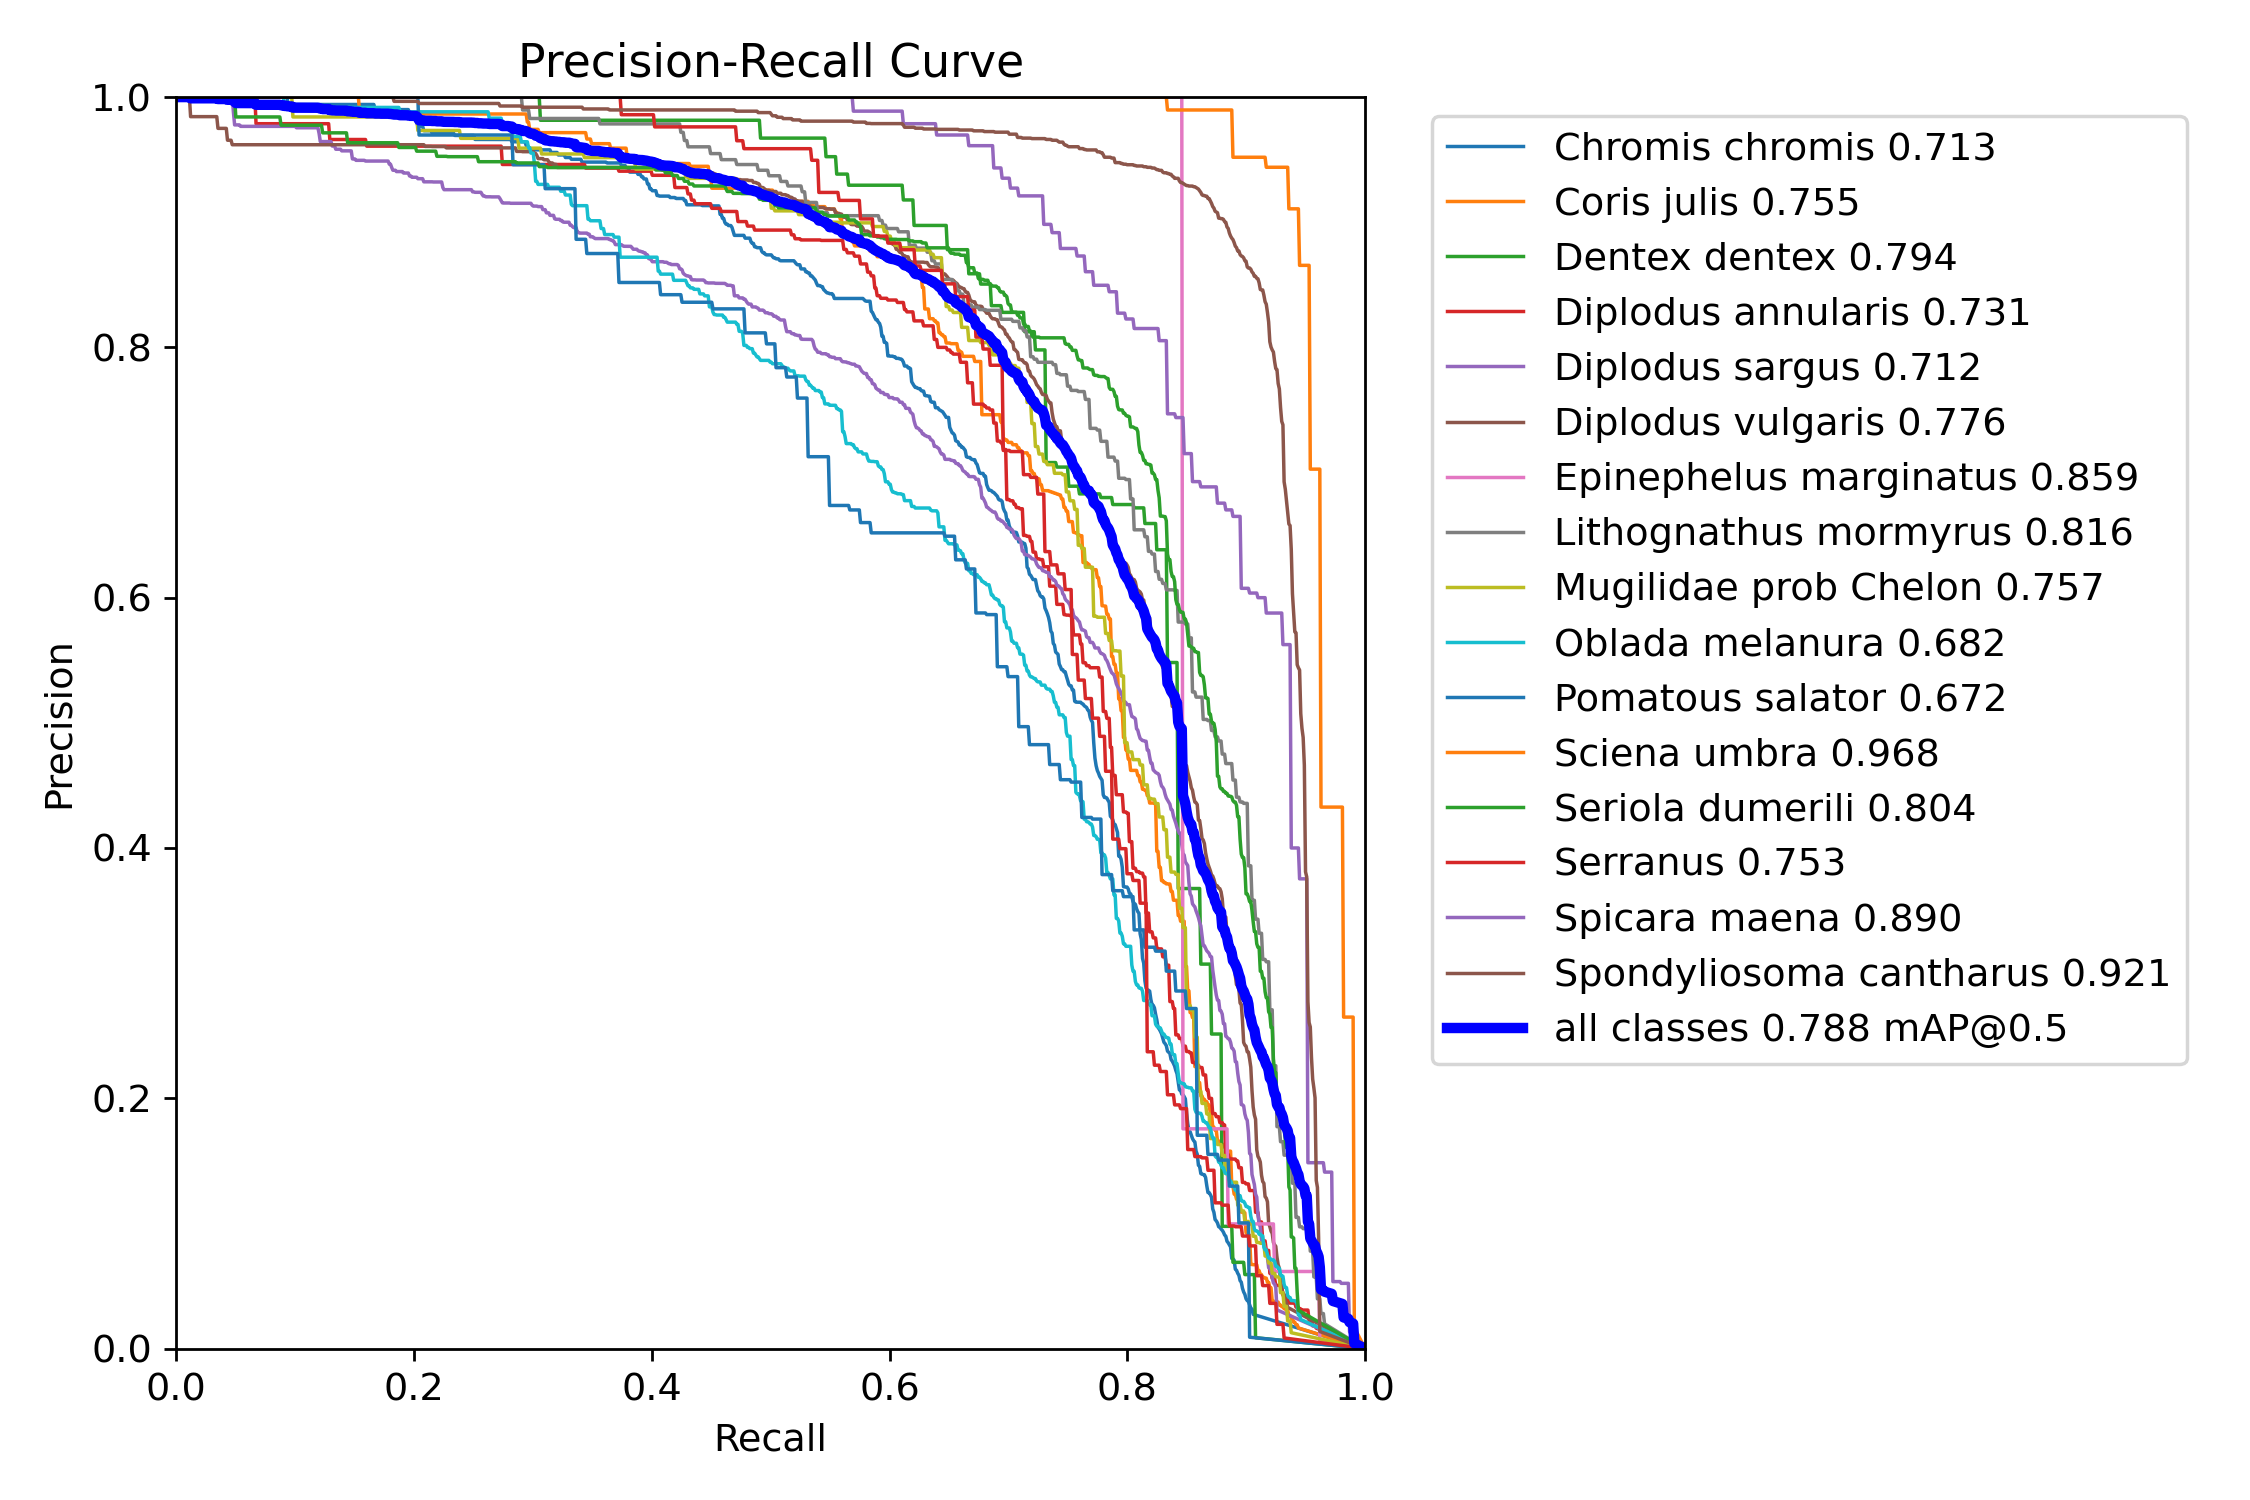 Precision-Recall Curve
1.0
0.8
0.6
0.4
0.2
0.0
Precision
0.0 0.2 0.4 0.6 0.8 1.0
Recall
Chromis chromis 0.713
Coris julis 0.755
Dentex dentex 0.794
Diplodus annularis 0.731
Diplodus sargus 0.712
Diplodus vulgaris 0.776
Epinephelus marginatus 0.859
Lithognathus mormyrus 0.816
Mugilidae prob Chelon 0.757
Oblada melanura 0.682
Pomatous salator 0.672
Sciena umbra 0.968
Seriola dumerili 0.804
Serranus 0.753
Spicara maena 0.890
Spondyliosoma cantharus 0.921
all classes 0.788 mAP@0.5